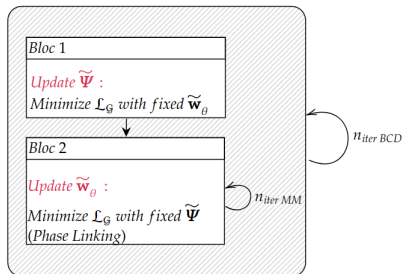 Bloc 1
Update Ψ̃ :
Minimize 𝔏_G with fixed w̃_θ
Bloc 2
Update w̃_θ :
Minimize 𝔏_G with fixed Ψ̃
(Phase Linking)
n_iter MM
n_iter BCD